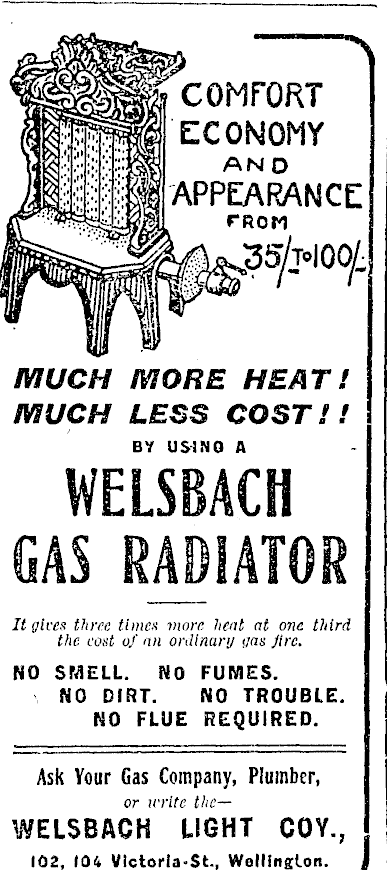 COMFORT
ECONOMY
AND
APPEARANCE
FROM
35/- TO 100/-
MUCH MORE HEAT!
MUCH LESS COST!!
BY USING A
WELSBACH
GAS RADIATOR
It gives three times more heat at one third
the cost of an ordinary gas fire.
NO SMELL. NO FUMES.
NO DIRT. NO TROUBLE.
NO FLUE REQUIRED.
Ask Your Gas Company, Plumber,
or write the—
WELSBACH LIGHT COY.,
102, 104 Victoria-St., Wellington.